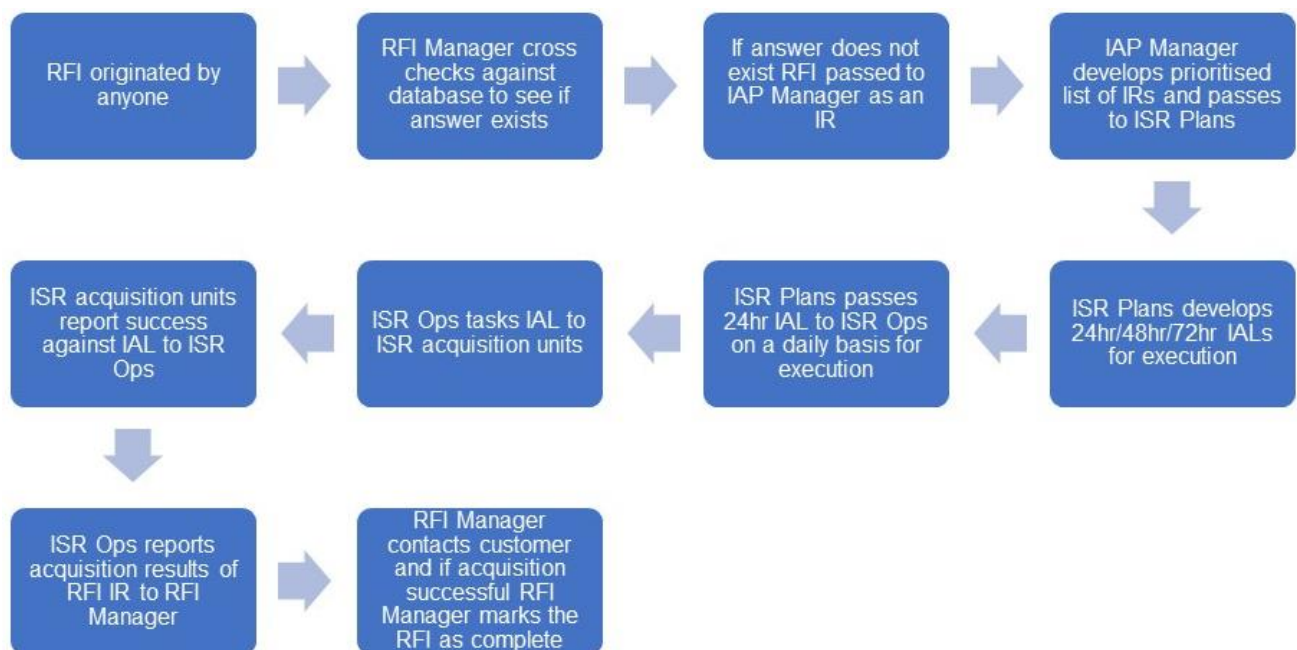 RFI originated by
anyone
RFI Manager cross
checks against
database to see if
answer exists
If answer does not
exist RFI passed to
IAP Manager as an
IR
IAP Manager
develops prioritised
list of IRs and passes
to ISR Plans
ISR Plans develops
24hr/48hr/72hr IALs
for execution
ISR Plans passes
24hr IAL to ISR Ops
on a daily basis for
execution
ISR Ops tasks IAL to
ISR acquisition units
ISR acquisition units
report success
against IAL to ISR
Ops
ISR Ops reports
acquisition results of
RFI IR to RFI
Manager
RFI Manager
contacts customer
and if acquisition
successful RFI
Manager marks the
RFI as complete